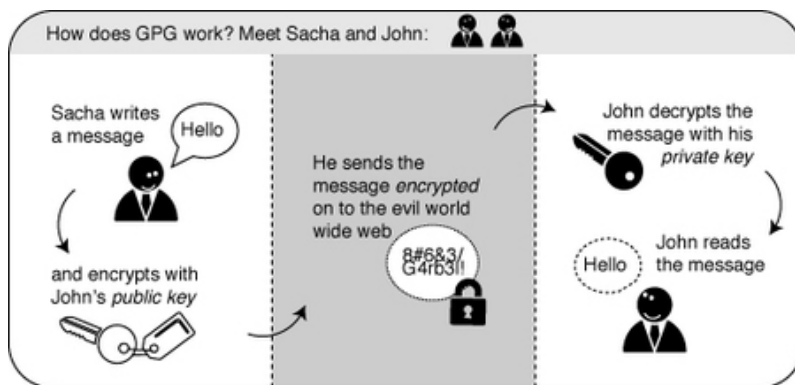 How does GPG work? Meet Sacha and John:
Sacha writes
a message
Hello
and encrypts with
John's public key
He sends the
message encrypted
on to the evil world
wide web
8#6&3/
G4rb3l!
John decrypts the
message with his
private key
Hello
John reads
the message